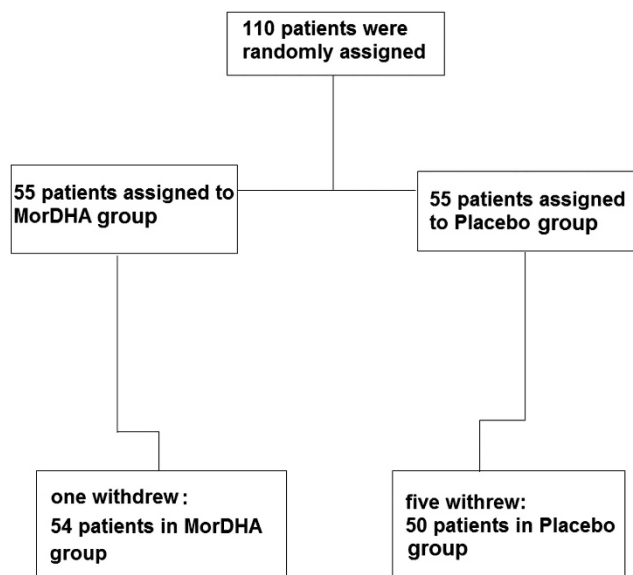 110 patients were
randomly assigned
55 patients assigned to
MorDHA group
55 patients assigned
to Placebo group
one withdrew:
54 patients in MorDHA
group
five withrew:
50 patients in Placebo
group